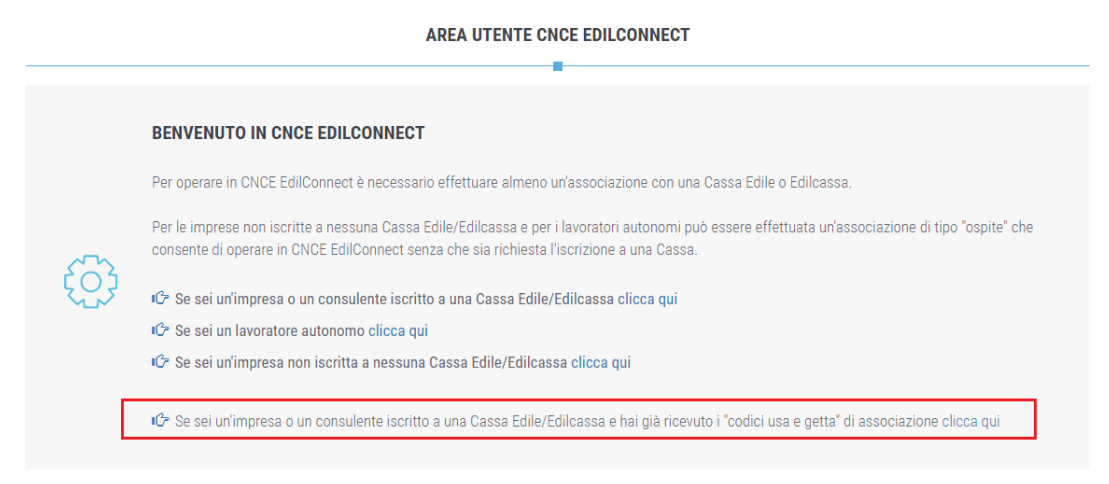 AREA UTENTE CNCE EDILCONNECT
BENVENUTO IN CNCE EDILCONNECT
Per operare in CNCE EdilConnect è necessario effettuare almeno un'associazione con una Cassa Edile o Edilcassa.
Per le imprese non iscritte a nessuna Cassa Edile/Edilcassa e per i lavoratori autonomi può essere effettuata un'associazione di tipo "ospite" che
consente di operare in CNCE EdilConnect senza che sia richiesta l'iscrizione a una Cassa.
Se sei un'impresa o un consulente iscritto a una Cassa Edile/Edilcassa clicca qui
Se sei un lavoratore autonomo clicca qui
Se sei un'impresa non iscritta a nessuna Cassa Edile/Edilcassa clicca qui
Se sei un'impresa o un consulente iscritto a una Cassa Edile/Edilcassa e hai già ricevuto i "codici usa e getta" di associazione clicca qui